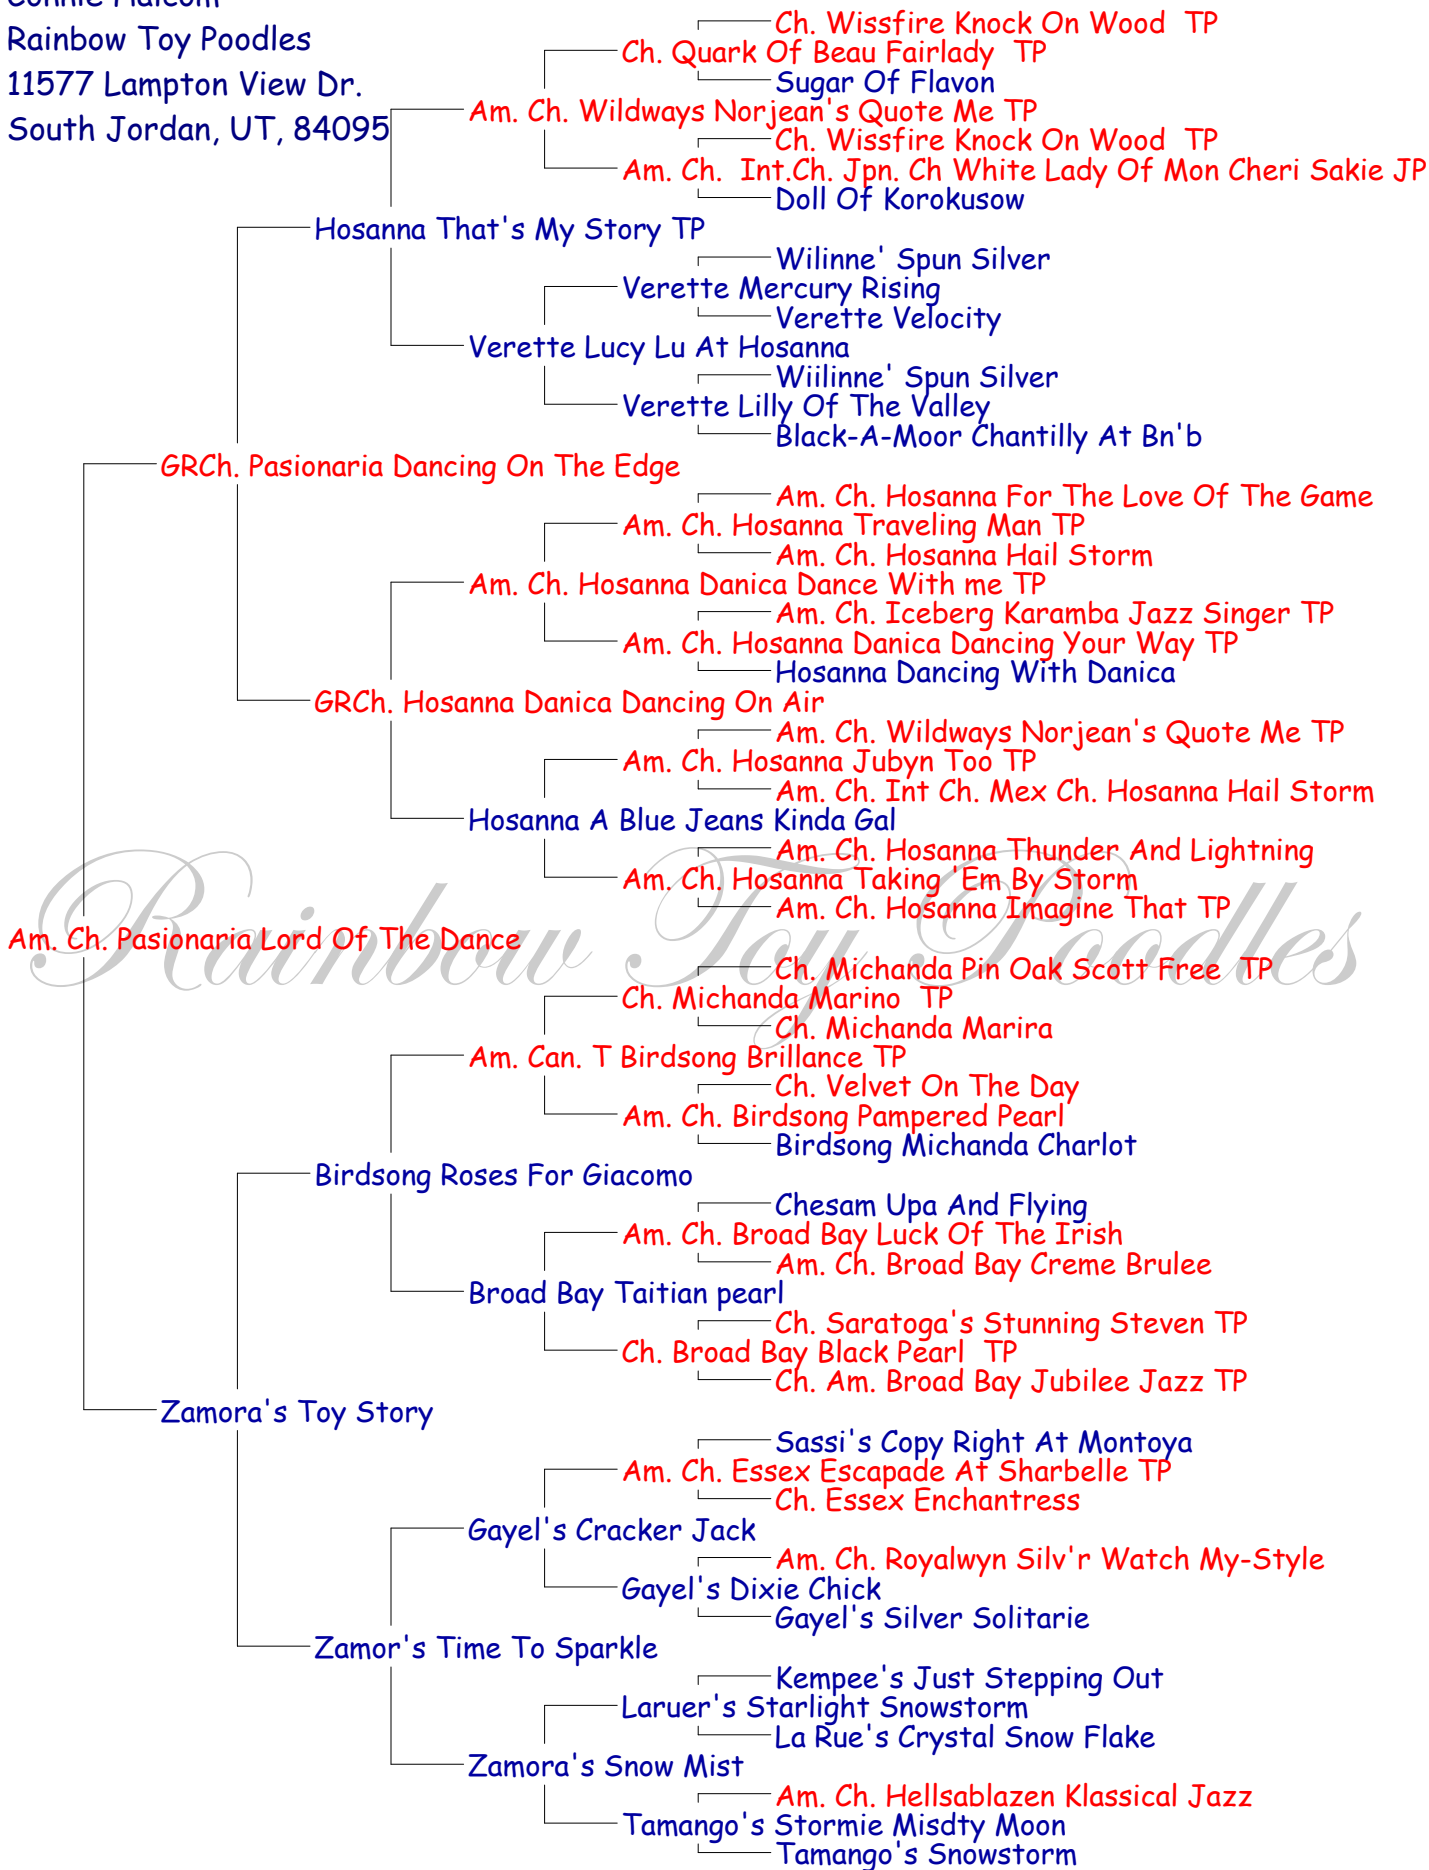 Connie Malcom
Ch. Wissfire Knock On Wood  TP
Rainbow Toy Poodles
Ch. Quark Of Beau Fairlady  TP
11577 Lampton View Dr.
Sugar Of Flavon
Am. Ch. Wildways Norjean's Quote Me TP
South Jordan, UT, 84095
Ch. Wissfire Knock On Wood  TP
Am. Ch.  Int.Ch. Jpn. Ch White Lady Of Mon Cheri Sakie JP
Doll Of Korokusow
Hosanna That's My Story TP
Wilinne' Spun Silver
Verette Mercury Rising
Verette Velocity
Verette Lucy Lu At Hosanna
Wiilinne' Spun Silver
Verette Lilly Of The Valley
Black-A-Moor Chantilly At Bn'b
GRCh. Pasionaria Dancing On The Edge
Am. Ch. Hosanna For The Love Of The Game
Am. Ch. Hosanna Traveling Man TP
Am. Ch. Hosanna Hail Storm
Am. Ch. Hosanna Danica Dance With me TP
Am. Ch. Iceberg Karamba Jazz Singer TP
Am. Ch. Hosanna Danica Dancing Your Way TP
Hosanna Dancing With Danica
GRCh. Hosanna Danica Dancing On Air
Am. Ch. Wildways Norjean's Quote Me TP
Am. Ch. Hosanna Jubyn Too TP
Am. Ch. Int Ch. Mex Ch. Hosanna Hail Storm
Hosanna A Blue Jeans Kinda Gal
Am. Ch. Hosanna Thunder And Lightning
Am. Ch. Hosanna Taking 'Em By Storm
Am. Ch. Hosanna Imagine That TP
Am. Ch. Pasionaria Lord Of The Dance
Rainbow Toy Poodles
Ch. Michanda Pin Oak Scott Free  TP
Ch. Michanda Marino  TP
Ch. Michanda Marira
Am. Can. T Birdsong Brillance TP
Ch. Velvet On The Day
Am. Ch. Birdsong Pampered Pearl
Birdsong Michanda Charlot
Birdsong Roses For Giacomo
Chesam Upa And Flying
Am. Ch. Broad Bay Luck Of The Irish
Am. Ch. Broad Bay Creme Brulee
Broad Bay Taitian pearl
Ch. Saratoga's Stunning Steven TP
Ch. Broad Bay Black Pearl  TP
Ch. Am. Broad Bay Jubilee Jazz TP
Zamora's Toy Story
Sassi's Copy Right At Montoya
Am. Ch. Essex Escapade At Sharbelle TP
Ch. Essex Enchantress
Gayel's Cracker Jack
Am. Ch. Royalwyn Silv'r Watch My-Style
Gayel's Dixie Chick
Gayel's Silver Solitarie
Zamor's Time To Sparkle
Kempee's Just Stepping Out
Laruer's Starlight Snowstorm
La Rue's Crystal Snow Flake
Zamora's Snow Mist
Am. Ch. Hellsablazen Klassical Jazz
Tamango's Stormie Misdty Moon
Tamango's Snowstorm